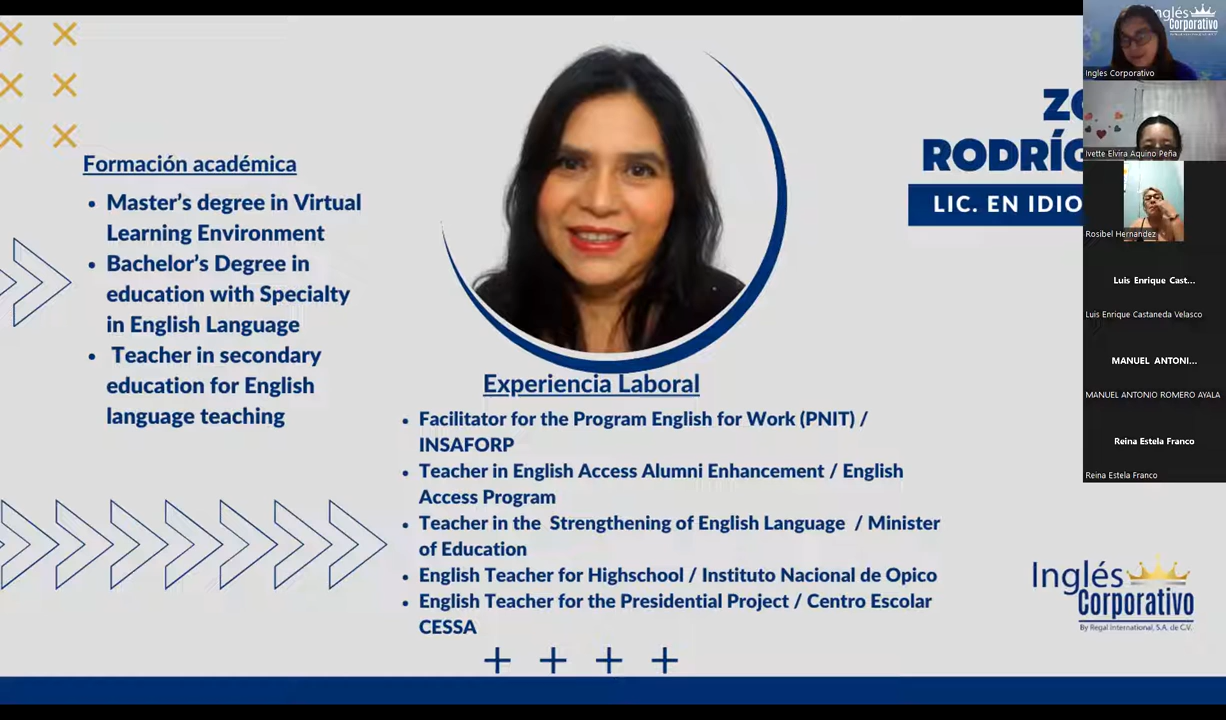 Formación académica
Master's degree in Virtual
Learning Environment
Bachelor's Degree in
education with Specialty
in English Language
Teacher in secondary
education for English
language teaching
ZO
RODRÍG
LIC. EN IDIO
Experiencia Laboral
Facilitator for the Program English for Work (PNIT) /
INSAFORP
Teacher in English Access Alumni Enhancement / English
Access Program
Teacher in the Strengthening of English Language / Minister
of Education
English Teacher for Highschool / Instituto Nacional de Opico
English Teacher for the Presidential Project / Centro Escolar
CESSA
Inglés
Corporativo
By Regal International, S.A. de C.V.
Inglés
Corporativo
Ingles Corporativo
Ivette Elvira Aquino Peña
Rosibel Hernandez
Luis Enrique Cast...
Luis Enrique Castaneda Velasco
MANUEL ANTONI...
MANUEL ANTONIO ROMERO AYALA
Reina Estela Franco
Reina Estela Franco